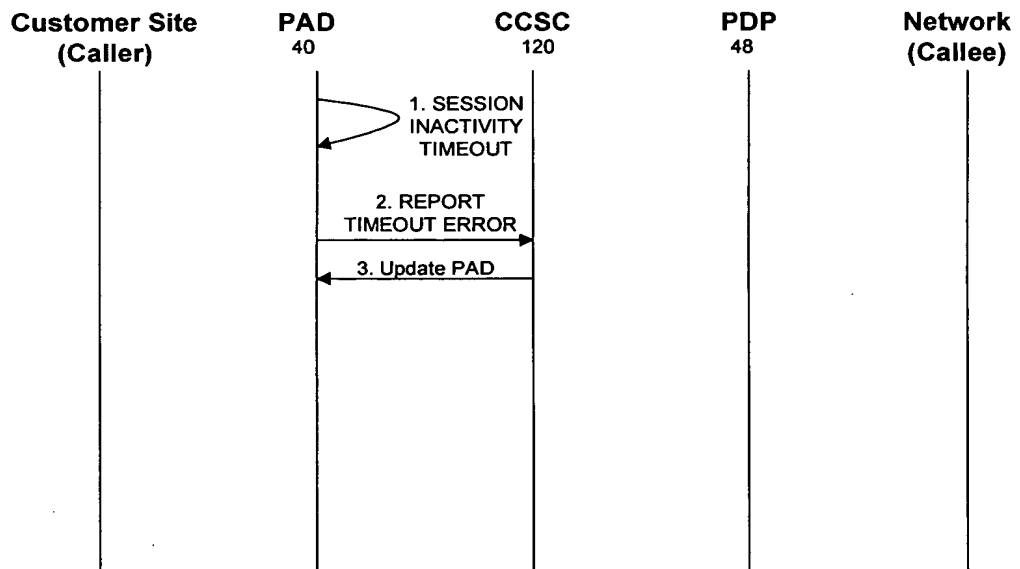 Customer Site
(Caller)
PAD
40
CCSC
120
PDP
48
Network
(Callee)
1. SESSION
INACTIVITY
TIMEOUT
2. REPORT
TIMEOUT ERROR
3. Update PAD